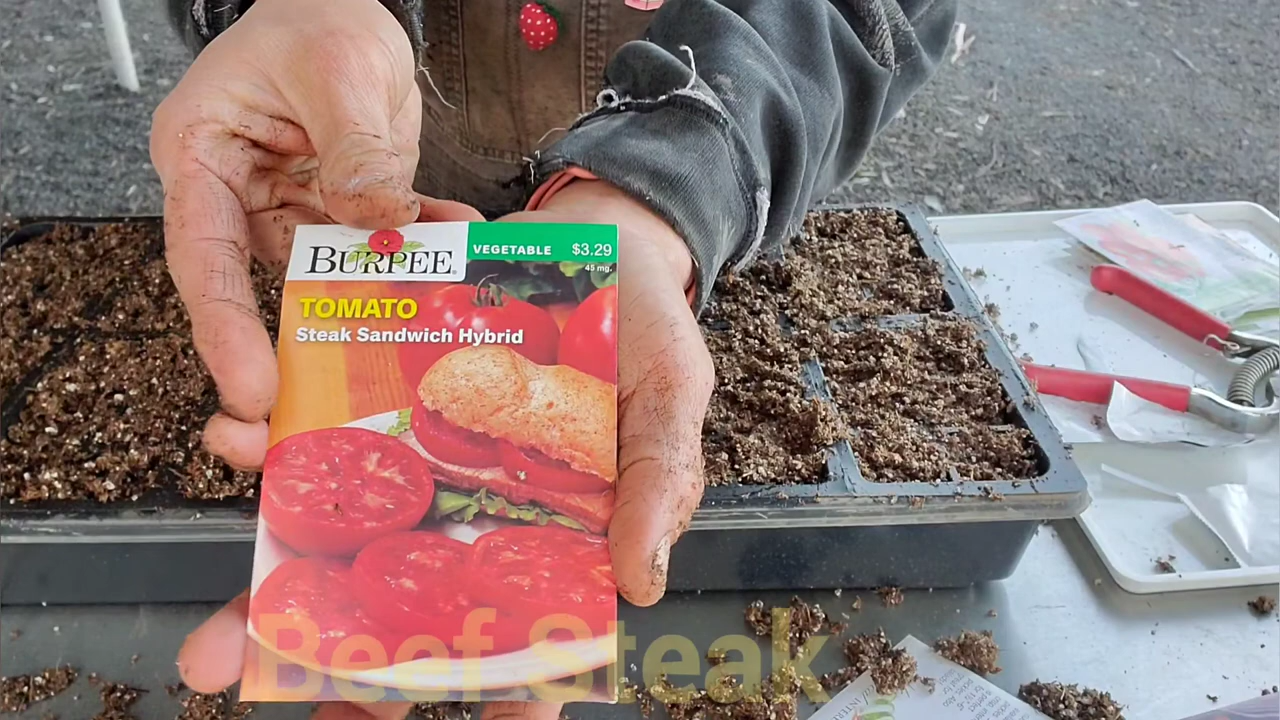 BURPEE
VEGETABLE $3.29
45 mg.
TOMATO
Steak Sandwich Hybrid
Beef Steak